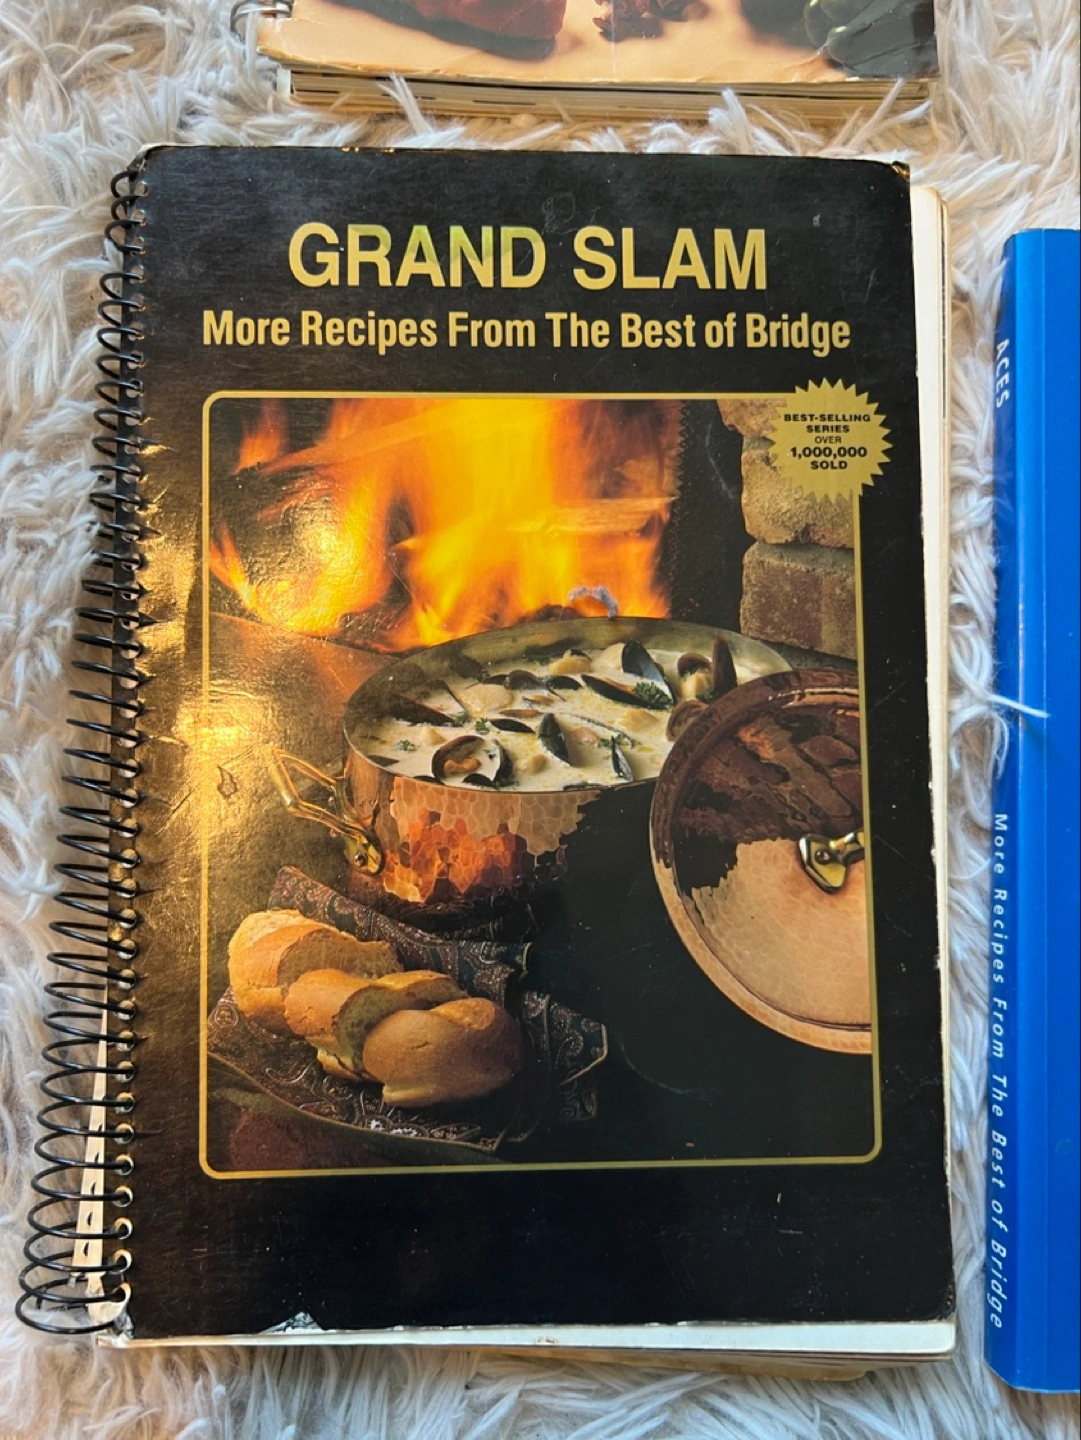 GRAND SLAM
More Recipes From The Best of Bridge
BEST-SELLING
SERIES
OVER
1,000,000
SOLD
ACES
More Recipes From The Best of Bridge